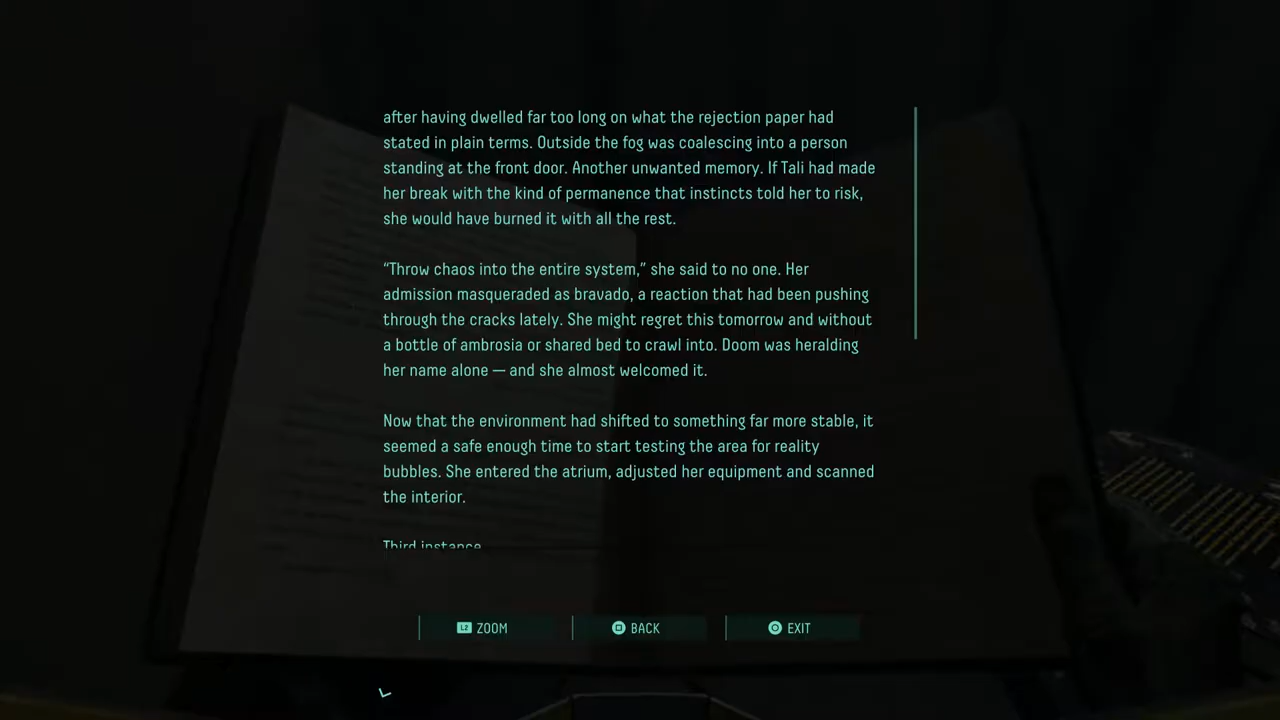 after having dwelled far too long on what the rejection paper had
stated in plain terms. Outside the fog was coalescing into a person
standing at the front door. Another unwanted memory. If Tali had made
her break with the kind of permanence that instincts told her to risk,
she would have burned it with all the rest.
“Throw chaos into the entire system,” she said to no one. Her
admission masqueraded as bravado, a reaction that had been pushing
through the cracks lately. She might regret this tomorrow and without
a bottle of ambrosia or shared bed to crawl into. Doom was heralding
her name alone — and she almost welcomed it.
Now that the environment had shifted to something far more stable, it
seemed a safe enough time to start testing the area for reality
bubbles. She entered the atrium, adjusted her equipment and scanned
the interior.
Third instance
L2 ZOOM
BACK
EXIT